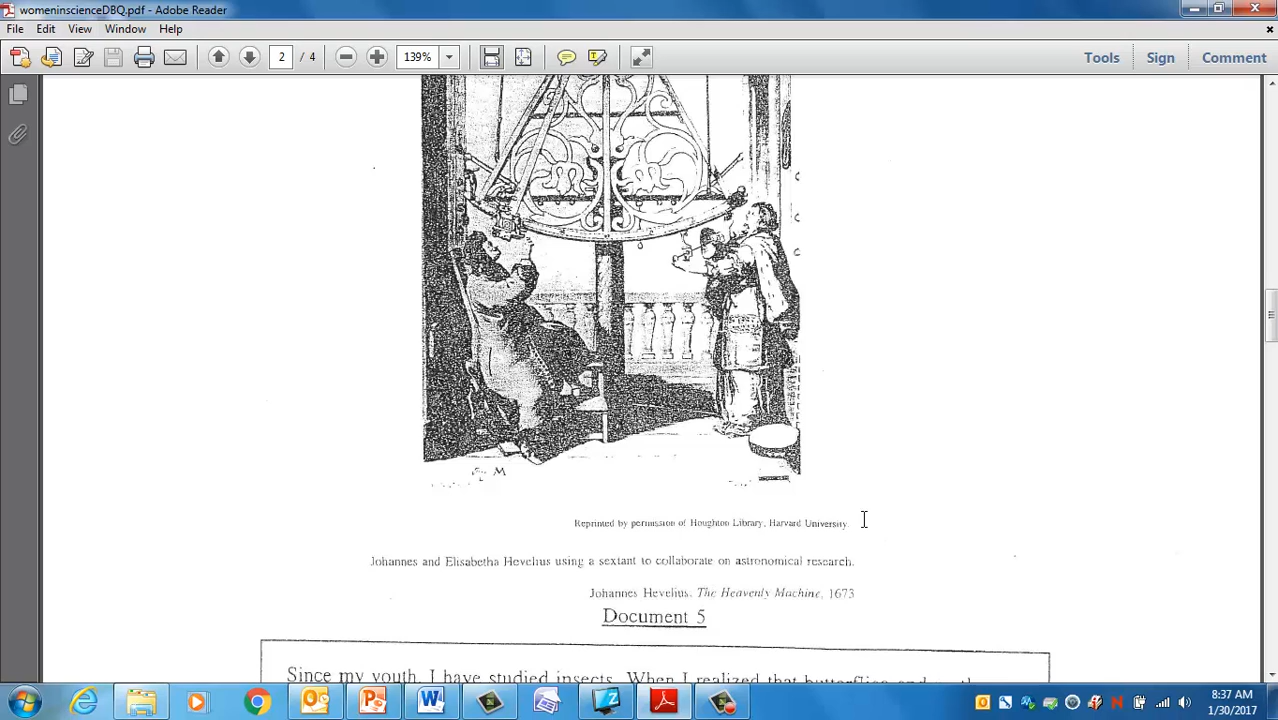 womeninscienceDBQ.pdf - Adobe Reader
File Edit View Window Help
2 / 4 139% Tools Sign Comment
M
Reprinted by permission of Houghton Library, Harvard University.
Johannes and Elisabetha Hevelius using a sextant to collaborate on astronomical research.
Johannes Hevelius. The Heavenly Machine, 1673
Document 5
Since my youth, I have studied insects. When I realized that butterflies and
8:37 AM
1/30/2017